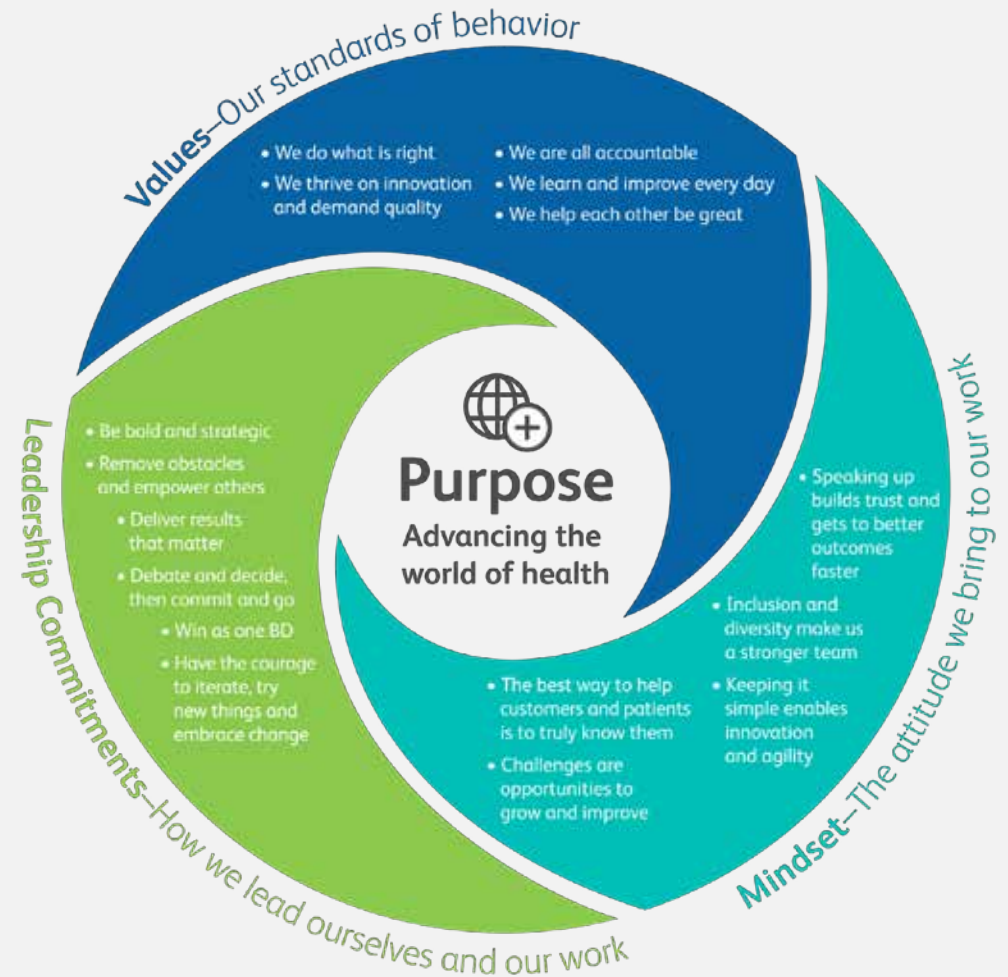 Values–Our standards of behavior
• We do what is right
• We thrive on innovation
and demand quality
• We are all accountable
• We learn and improve every day
• We help each other be great
Leadership Commitments–How we lead ourselves and our work
• Be bold and strategic
• Remove obstacles
and empower others
• Deliver results
that matter
• Debate and decide,
then commit and go
• Win as one BD
• Have the courage
to iterate, try
new things and
embrace change
Purpose
Advancing the
world of health
Mindset–The attitude we bring to our work
• Speaking up
builds trust and
gets to better
outcomes
faster
• Inclusion and
diversity make us
a stronger team
• Keeping it
simple enables
innovation
and agility
• The best way to help
customers and patients
is to truly know them
• Challenges are
opportunities to
grow and improve